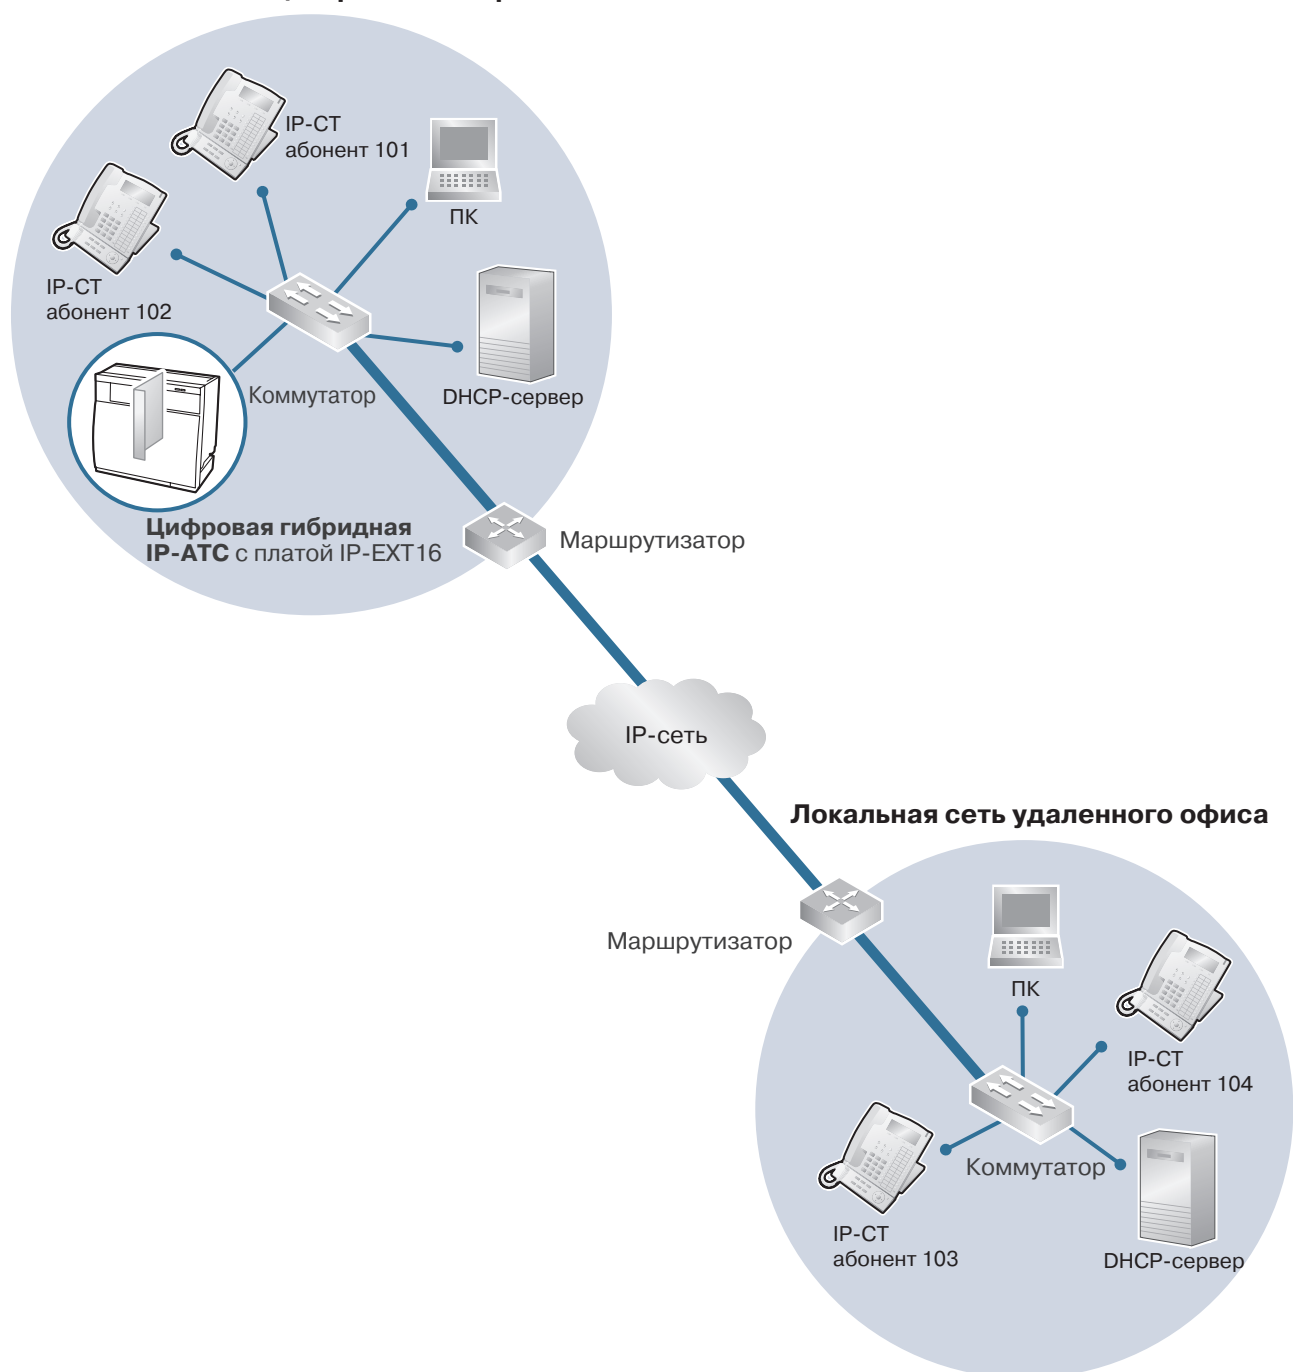 IP-СТ
абонент 101
ПК
IP-СТ
абонент 102
Коммутатор
DHCP-сервер
Цифровая гибридная
IP-АТС с платой IP-EXT16
Маршрутизатор
IP-сеть
Локальная сеть удаленного офиса
Маршрутизатор
ПК
IP-СТ
абонент 104
Коммутатор
IP-СТ
абонент 103
DHCP-сервер